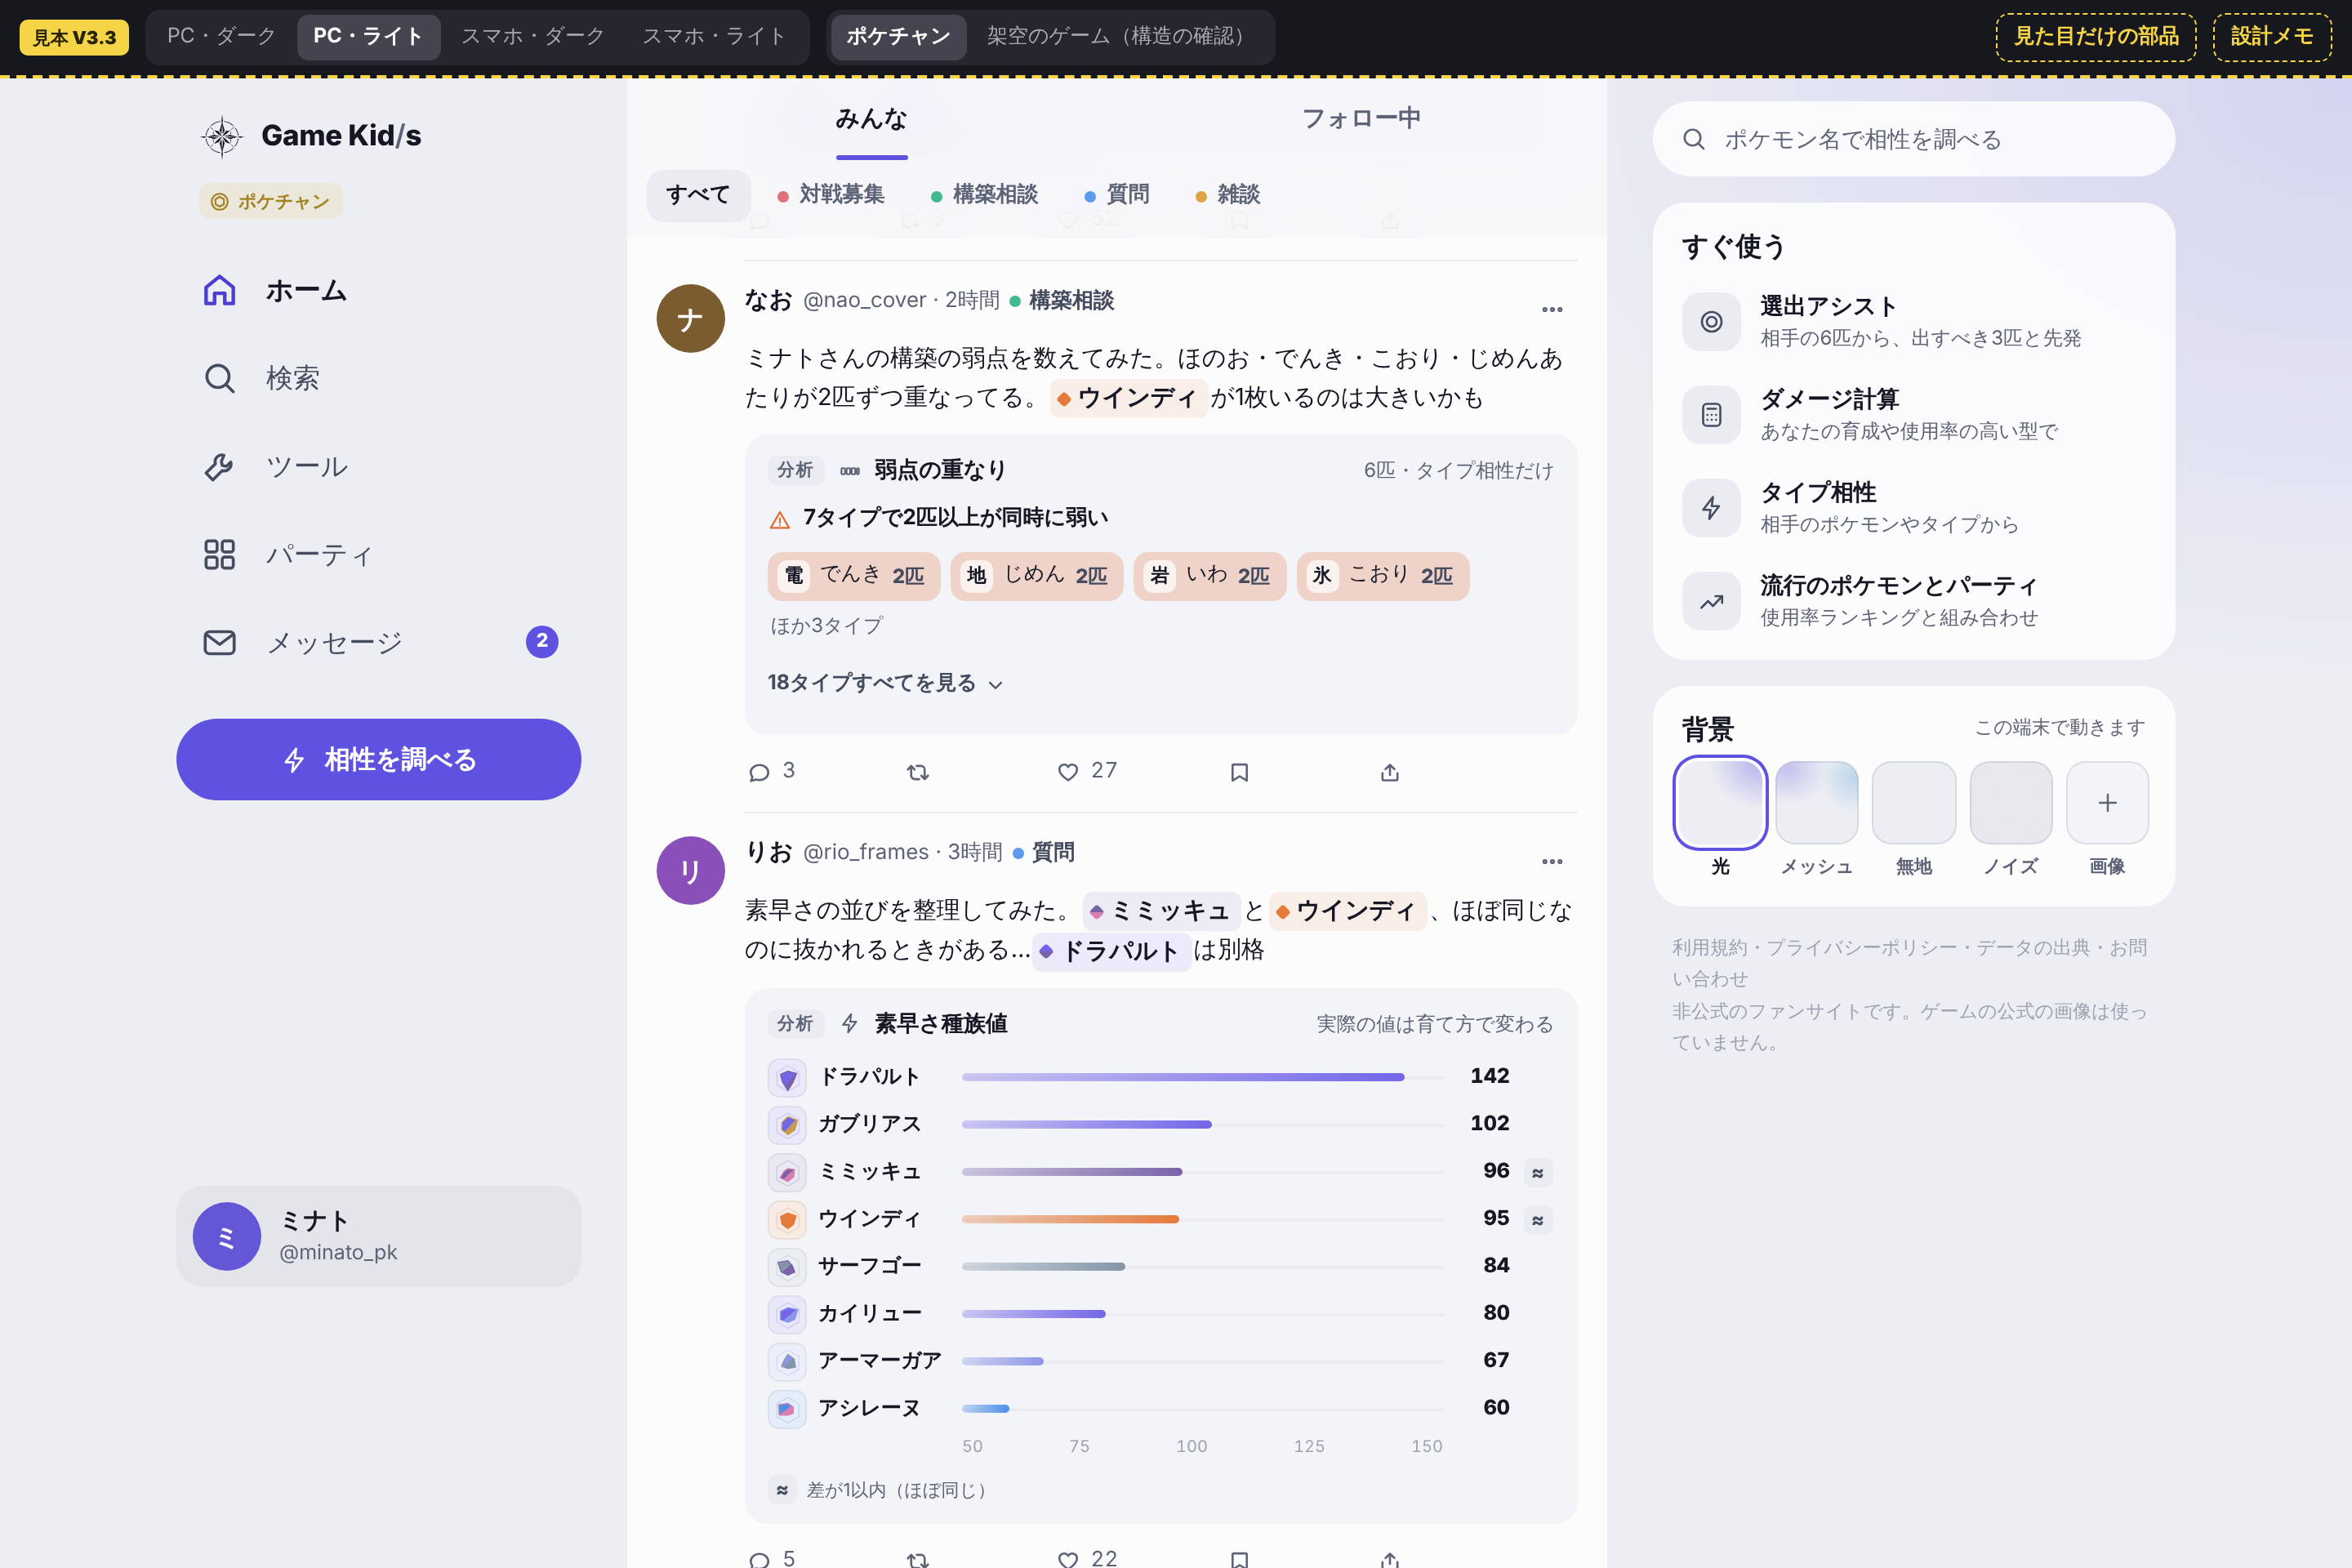 見本 V3.3
PC・ダーク
PC・ライト
スマホ・ダーク
スマホ・ライト
ポケチャン
架空のゲーム（構造の確認）
見た目だけの部品
設計メモ
Game Kid/s
ポケチャン
ホーム
検索
ツール
パーティ
メッセージ
2
相性を調べる
ミ
ミナト
@minato_pk
みんな
フォロー中
すべて
対戦募集
構築相談
質問
雑談
3
52
ナ
なお @nao_cover · 2時間 構築相談
ミナトさんの構築の弱点を数えてみた。ほのお・でんき・こおり・じめんあ
たりが2匹ずつ重なってる。 ウインディ が1枚いるのは大きいかも
分析 弱点の重なり
6匹・タイプ相性だけ
7タイプで2匹以上が同時に弱い
電 でんき 2匹
地 じめん 2匹
岩 いわ 2匹
氷 こおり 2匹
ほか3タイプ
18タイプすべてを見る
3
27
リ
りお @rio_frames · 3時間 質問
素早さの並びを整理してみた。 ミミッキュ と ウインディ 、ほぼ同じな
のに抜かれるときがある… ドラパルト は別格
分析 素早さ種族値
実際の値は育て方で変わる
ドラパルト 142
ガブリアス 102
ミミッキュ 96 ≈
ウインディ 95 ≈
サーフゴー 84
カイリュー 80
アーマーガア 67
アシレーヌ 60
50 75 100 125 150
≈ 差が1以内（ほぼ同じ）
5
22
ポケモン名で相性を調べる
すぐ使う
選出アシスト
相手の6匹から、出すべき3匹と先発
ダメージ計算
あなたの育成や使用率の高い型で
タイプ相性
相手のポケモンやタイプから
流行のポケモンとパーティ
使用率ランキングと組み合わせ
背景
この端末で動きます
光
メッシュ
無地
ノイズ
画像
利用規約・プライバシーポリシー・データの出典・お問
い合わせ
非公式のファンサイトです。ゲームの公式の画像は使っ
ていません。